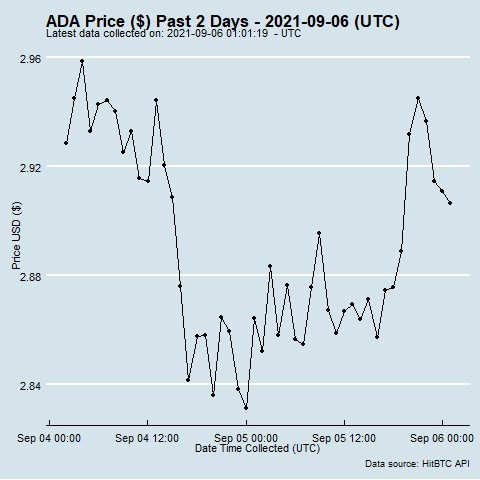 ADA Price ($) Past 2 Days - 2021-09-06 (UTC)
Latest data collected on: 2021-09-06 01:01:19  - UTC
2.96
2.92
2.88
2.84
Price USD ($)
Sep 04 00:00 Sep 04 12:00 Sep 05 00:00 Sep 05 12:00 Sep 06 00:00
Date Time Collected (UTC)
Data source: HitBTC API